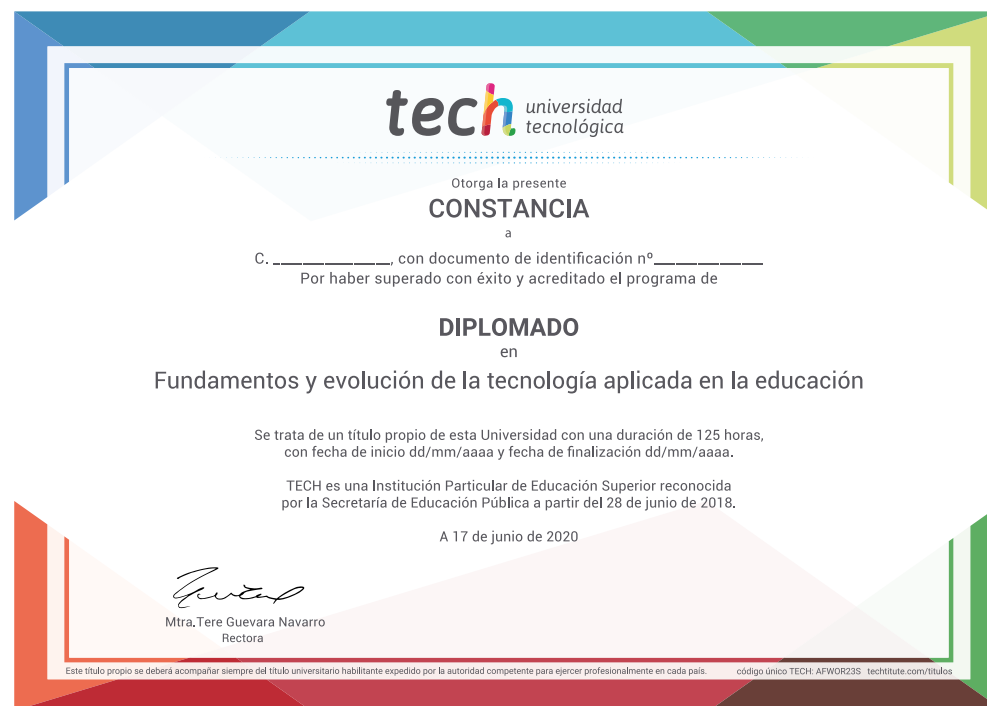 tech universidad
tecnológica
Otorga la presente
CONSTANCIA
a
C. ______________, con documento de identificación nº______________
Por haber superado con éxito y acreditado el programa de
DIPLOMADO
en
Fundamentos y evolución de la tecnología aplicada en la educación
Se trata de un título propio de esta Universidad con una duración de 125 horas,
con fecha de inicio dd/mm/aaaa y fecha de finalización dd/mm/aaaa.
TECH es una Institución Particular de Educación Superior reconocida
por la Secretaría de Educación Pública a partir del 28 de junio de 2018.
A 17 de junio de 2020
Mtra.Tere Guevara Navarro
Rectora
Este título propio se deberá acompañar siempre del título universitario habilitante expedido por la autoridad competente para ejercer profesionalmente en cada país. código único TECH: AFWOR23S techtitute.com/titulos